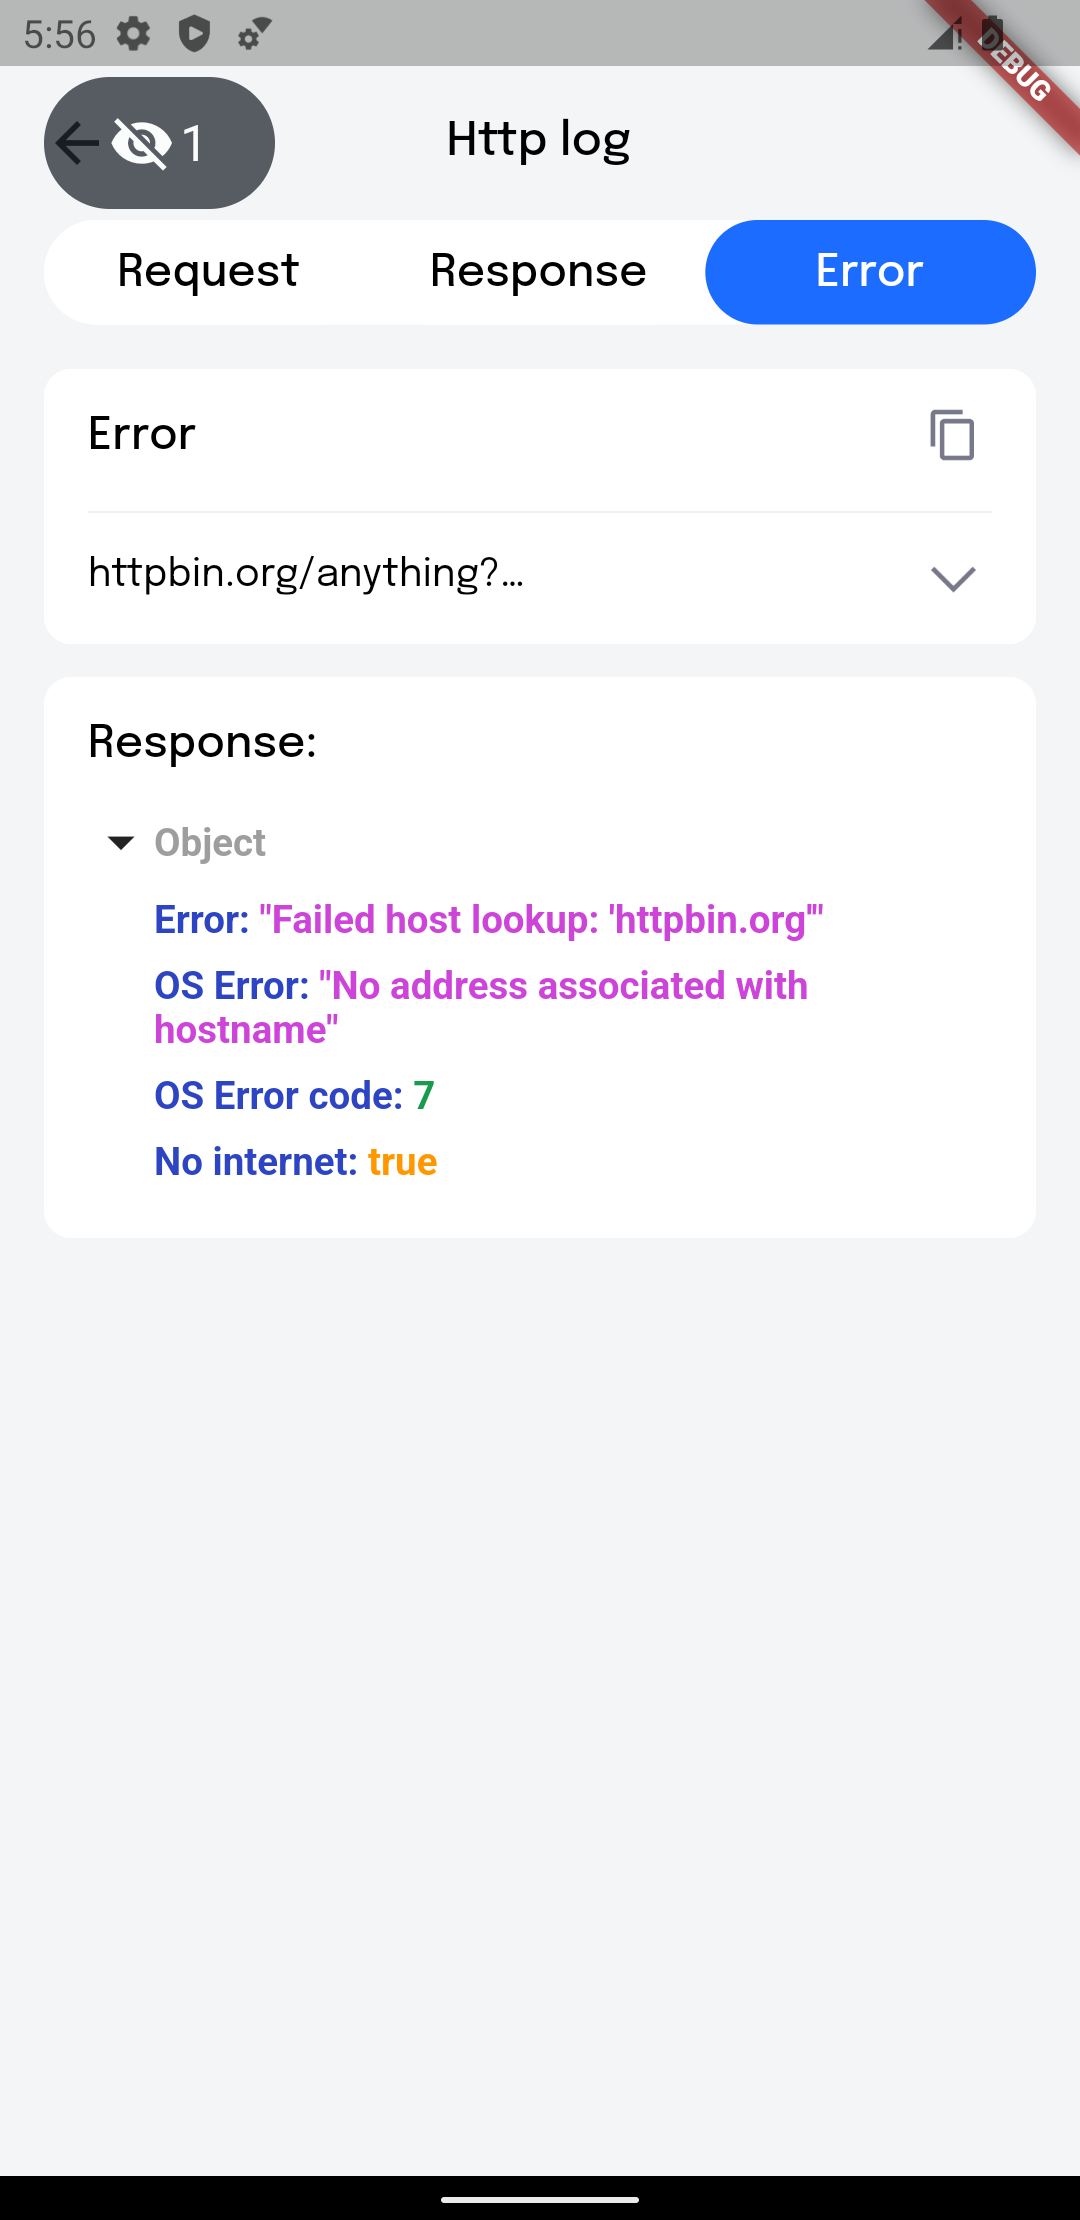 5:56
DEBUG
1
Http log
Request
Response
Error
Error
httpbin.org/anything?...
Response:
Object
Error: "Failed host lookup: 'httpbin.org'"
OS Error: "No address associated with
hostname"
OS Error code: 7
No internet: true